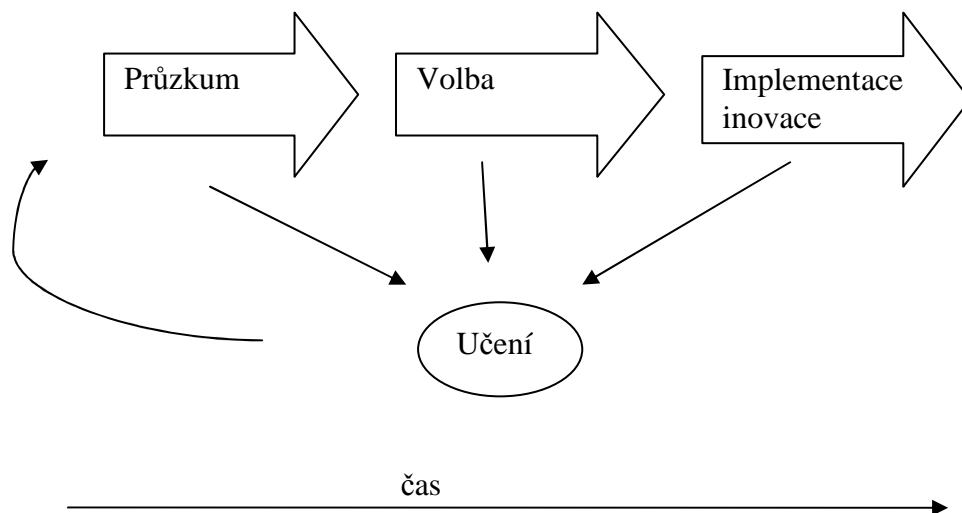 Průzkum
Volba
Implementace
inovace
Učení
čas